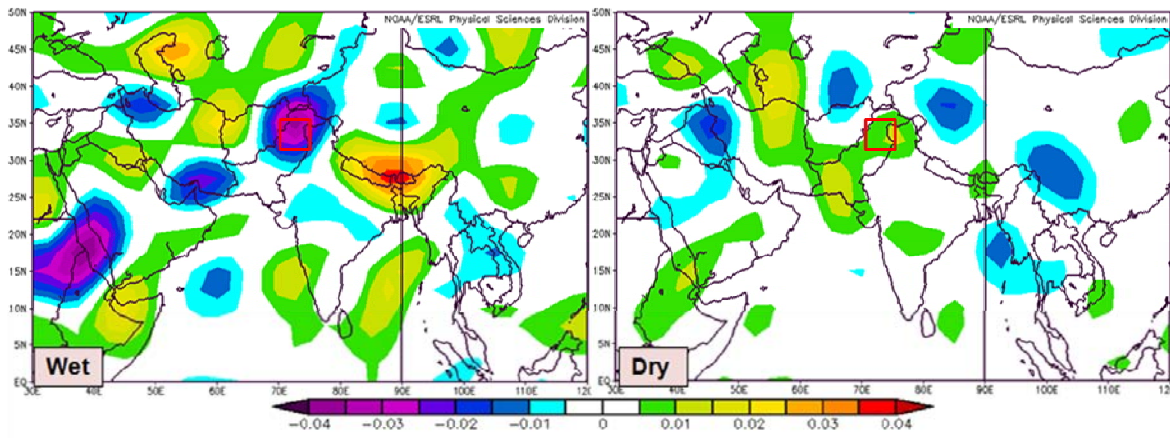 NOAA/ESRL Physical Sciences Division
NOAA/ESRL Physical Sciences Division
50N
45N
40N
35N
30N
25N
20N
15N
10N
5N
EQ
30E 40E 50E 60E 70E 80E 90E 100E 110E 12
Wet
50N
45N
40N
35N
30N
25N
20N
15N
10N
5N
EQ
30E 40E 50E 60E 70E 80E 90E 100E 110E 120
Dry
-0.04 -0.03 -0.02 -0.01 0 0.01 0.02 0.03 0.04